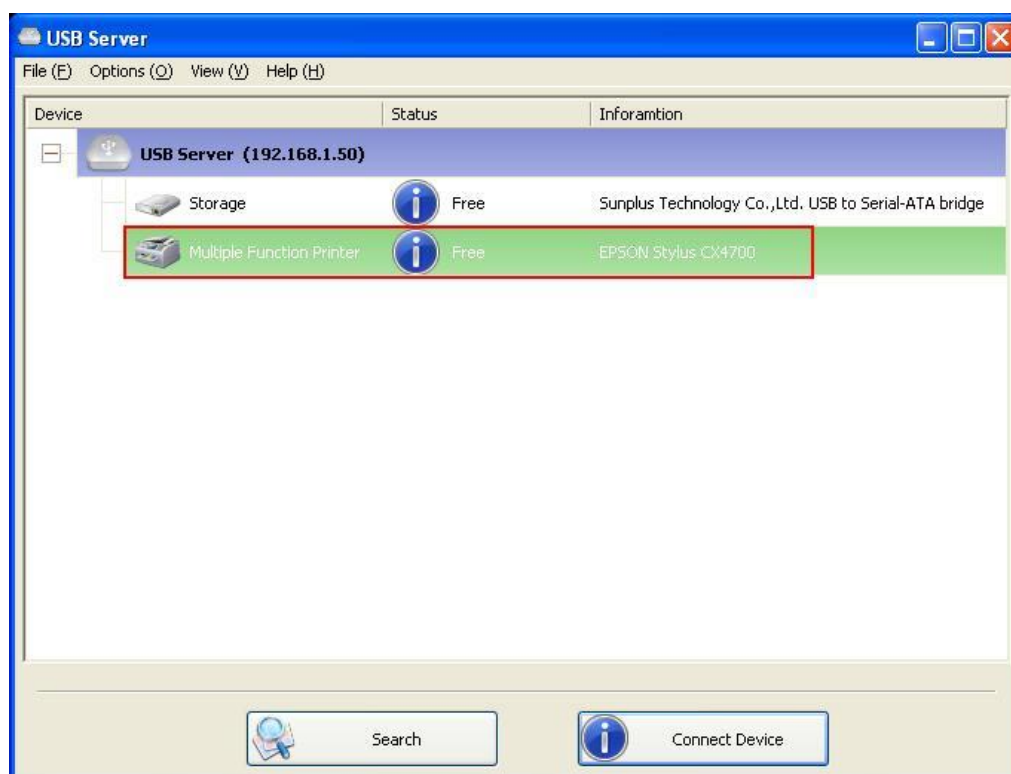 USB Server
File (F) Options (O) View (V) Help (H)
Device Status Inforamtion
USB Server (192.168.1.50)
Storage Free Sunplus Technology Co.,Ltd. USB to Serial-ATA bridge
Multiple Function Printer Free EPSON Stylus CX4700
Search Connect Device